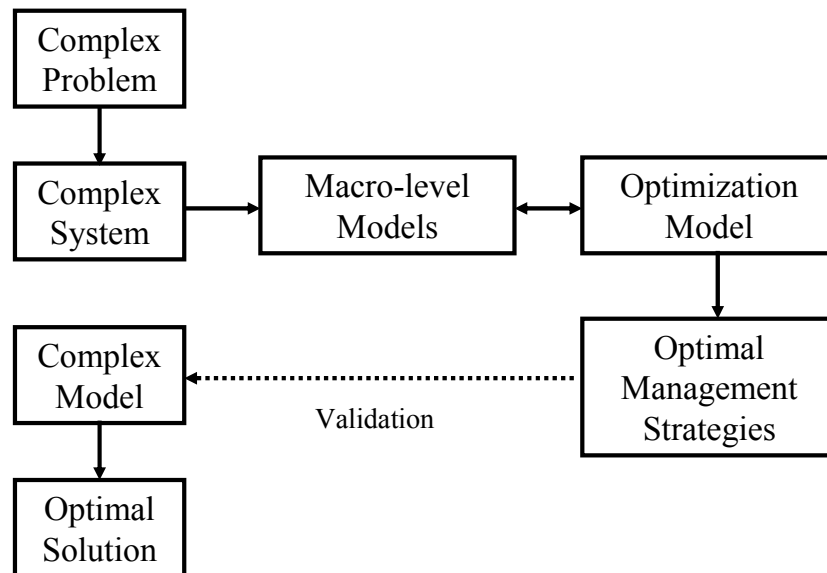 Complex
Problem
Complex
System
Macro-level
Models
Optimization
Model
Complex
Model
Validation
Optimal
Management
Strategies
Optimal
Solution